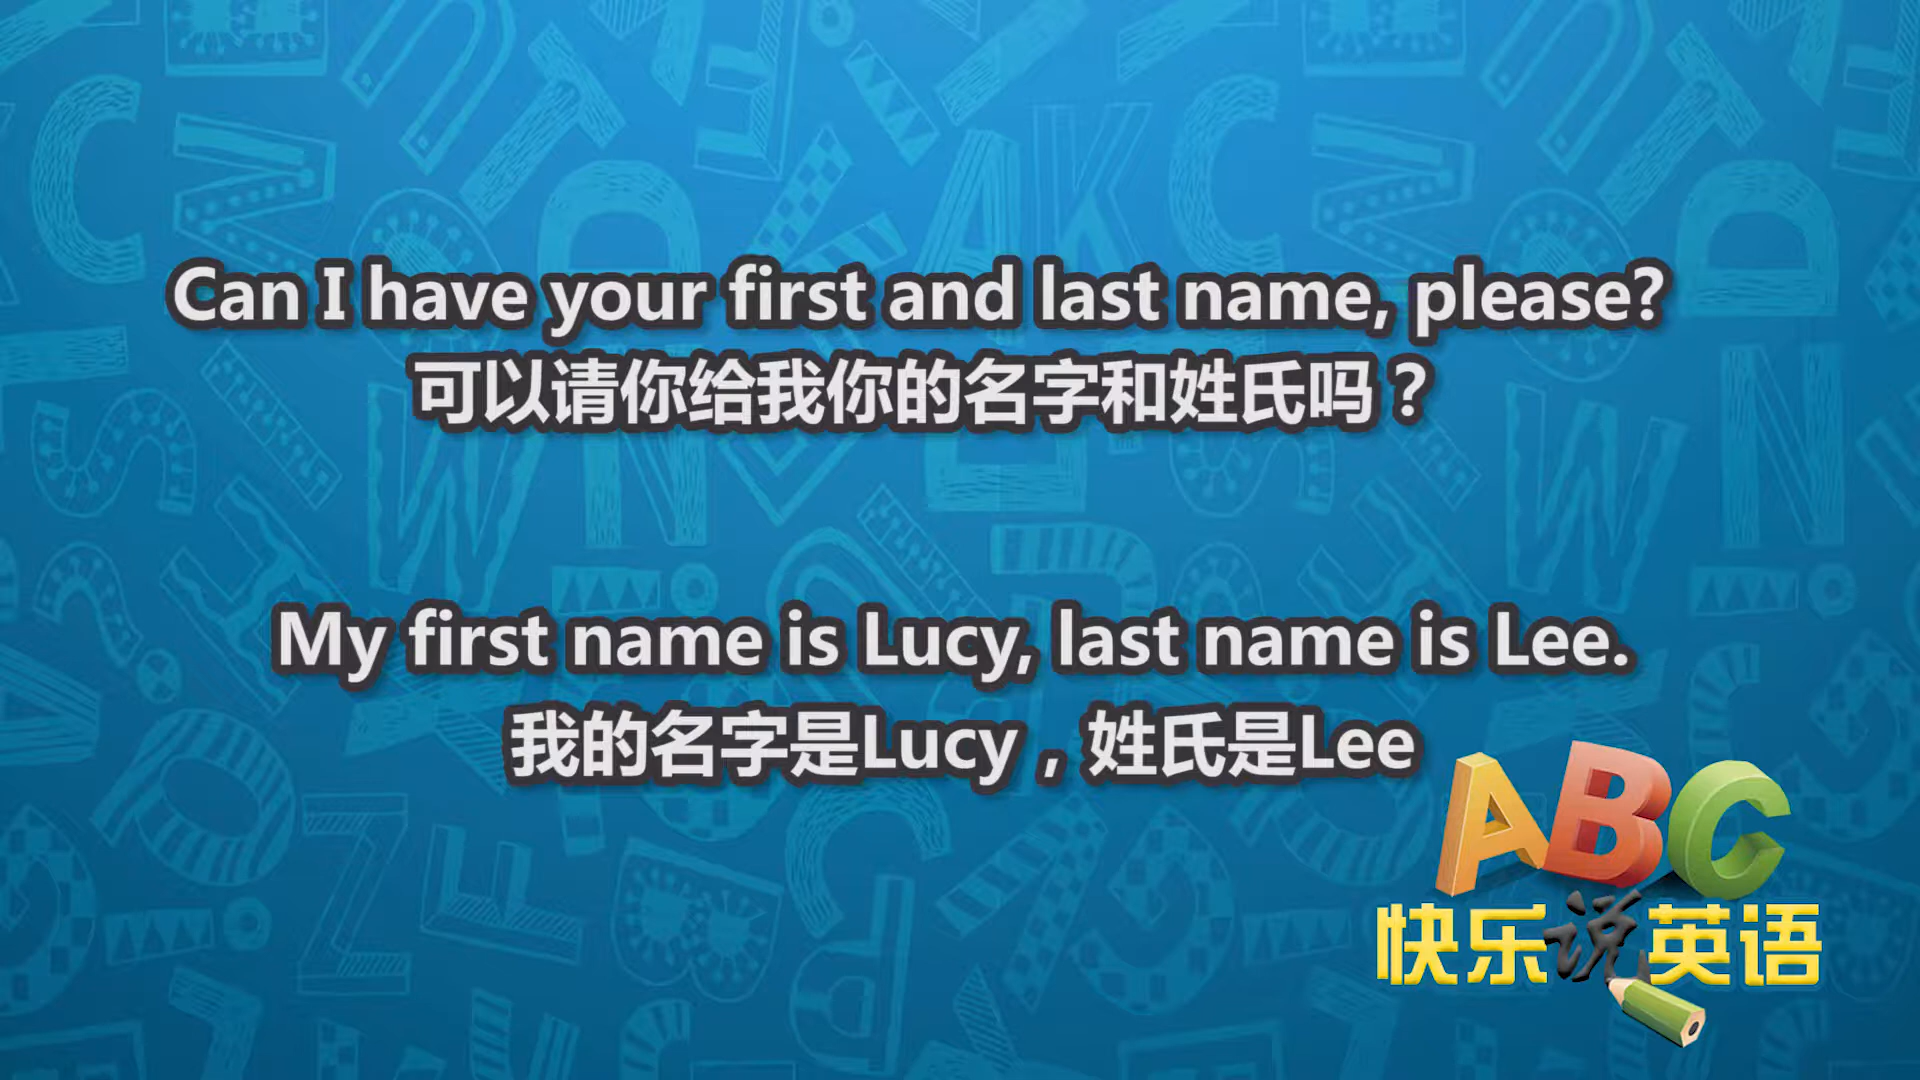 Can I have your first and last name, please?
可以请你给我你的名字和姓氏吗？
My first name is Lucy, last name is Lee.
我的名字是Lucy，姓氏是Lee
ABC
快乐说英语